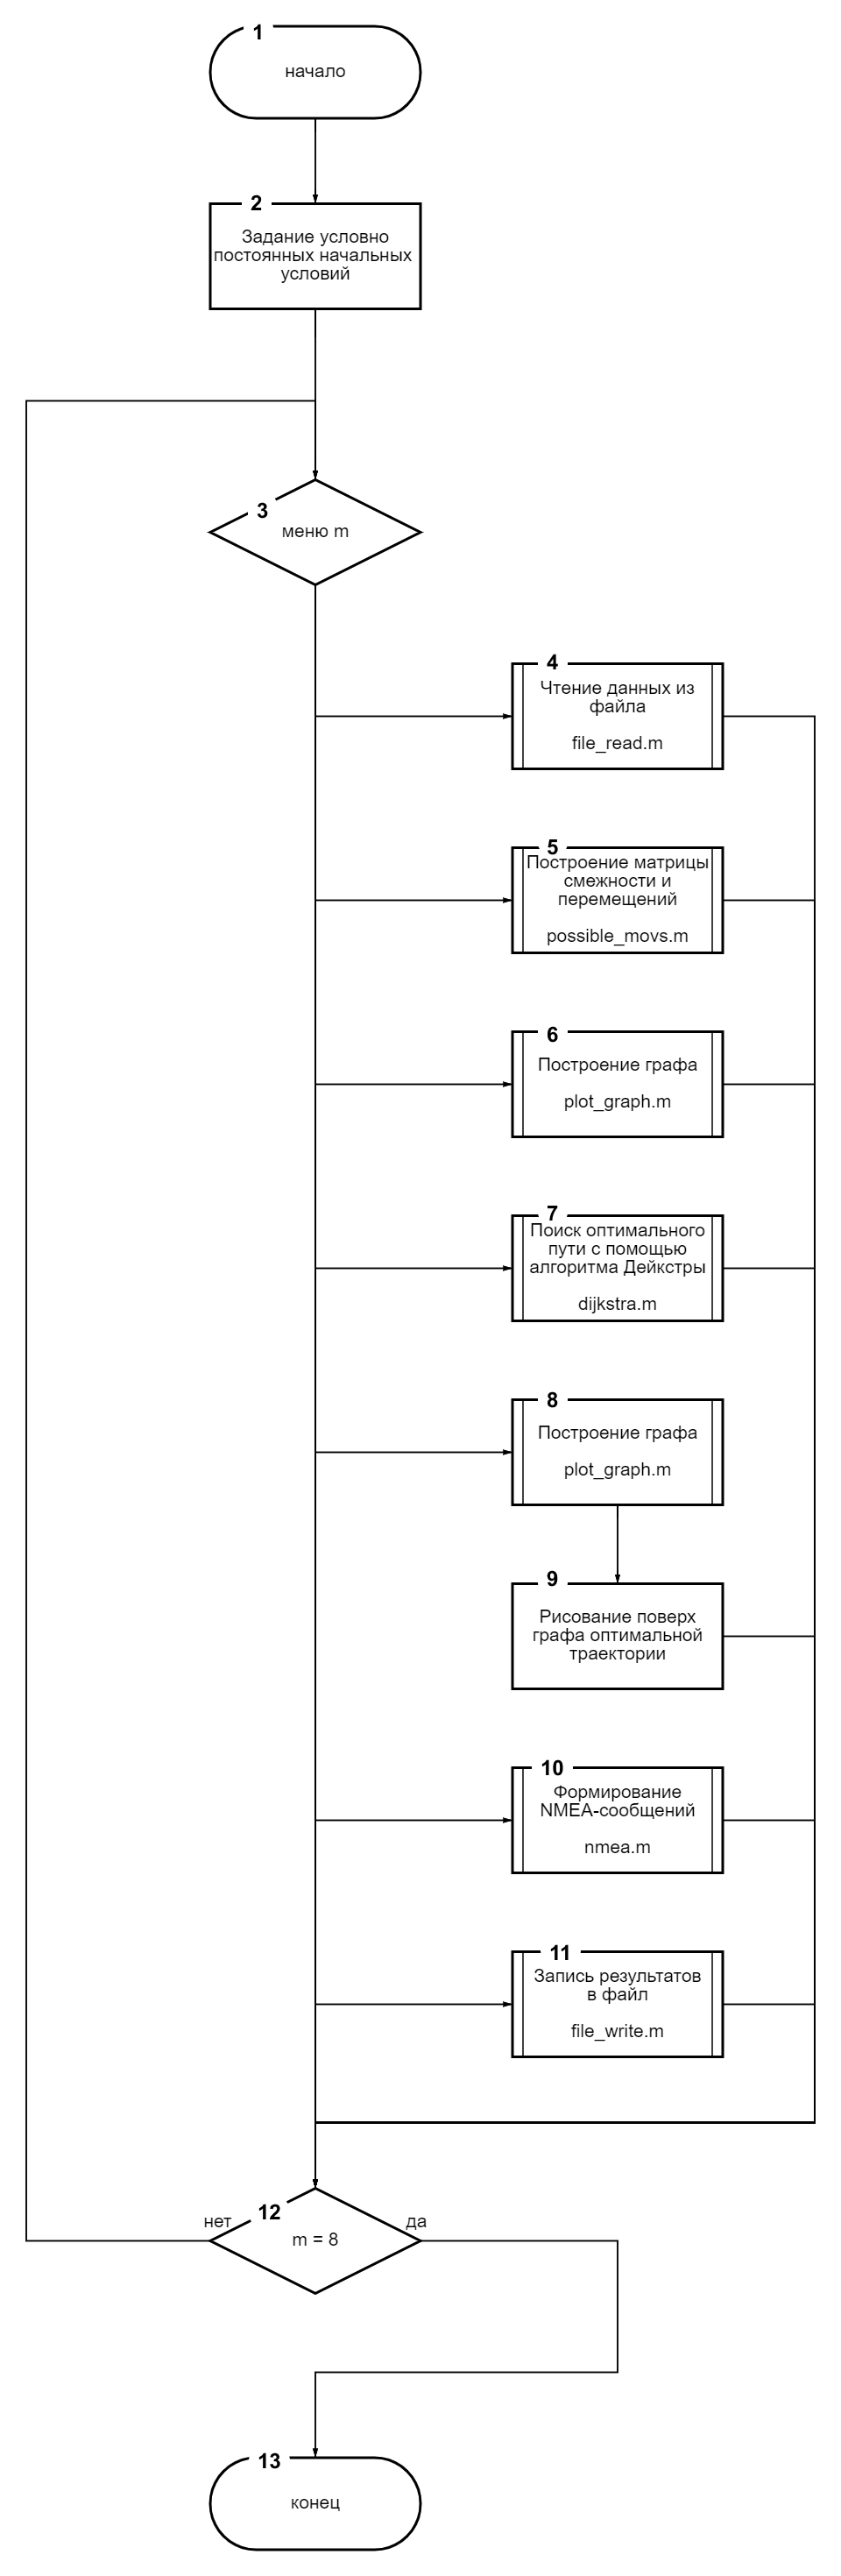 1
начало
2
Задание условно
постоянных начальных
условий
3
меню m
4
Чтение данных из
файла
file_read.m
5
Построение матрицы
смежности и
перемещений
possible_movs.m
6
Построение графа
plot_graph.m
7
Поиск оптимального
пути с помощью
алгоритма Дейкстры
dijkstra.m
8
Построение графа
plot_graph.m
9
Рисование поверх
графа оптимальной
траектории
10
Формирование
NMEA-сообщений
nmea.m
11
Запись результатов
в файл
file_write.m
12
нет
да
m = 8
13
конец